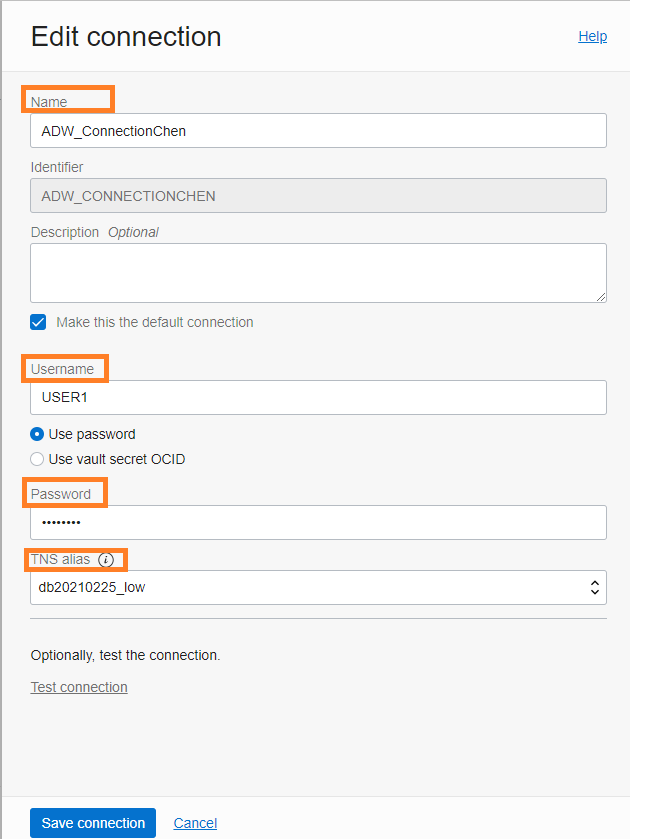 Edit connection
Help
Name
ADW_ConnectionChen
Identifier
ADW_CONNECTIONCHEN
Description Optional
Make this the default connection
Username
USER1
Use password
Use vault secret OCID
Password
••••••••
TNS alias i
db20210225_low
Optionally, test the connection.
Test connection
Save connection Cancel